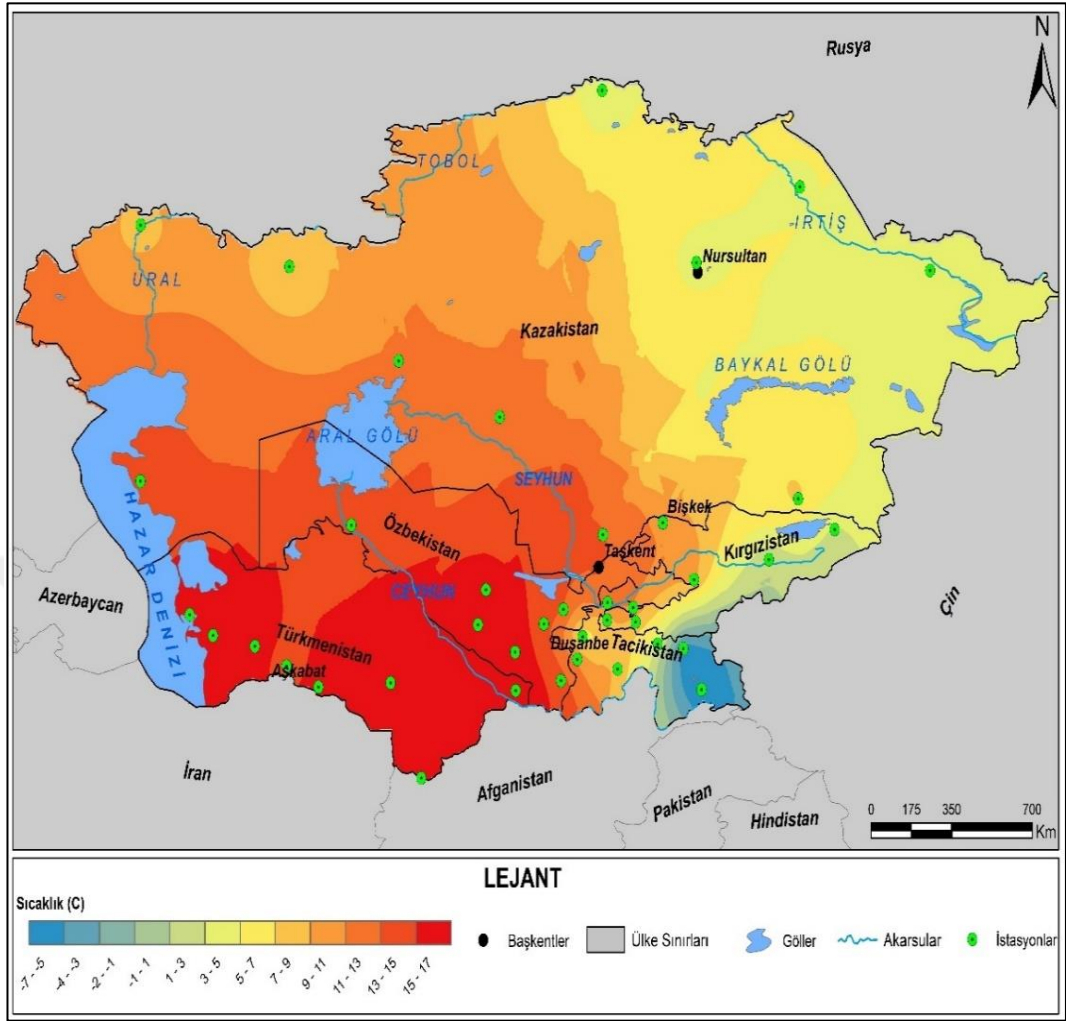 N
Rusya
TOBOL
IRTİŞ
Nursultan
URAL
Kazakistan
BAYKAL GÖLÜ
ARAL GÖLÜ
SEYHUN
HAZAR DENİZİ
Bişkek
Özbekistan
Taşkent
Kırgızistan
Azerbaycan
CEYHUN
Çin
Türkmenistan
Duşanbe Tacikistan
Aşkabat
İran
Afganistan
Pakistan
Hindistan
0 175 350 700
Km
LEJANT
Sıcaklık (C)
-7 - -5
-4 - -3
-2 - -1
-1 - 1
1 - 3
3 - 5
5 - 7
7 - 9
9 - 11
11 - 13
13 - 15
15 - 17
Başkentler
Ülke Sınırları
Göller
Akarsular
İstasyonlar